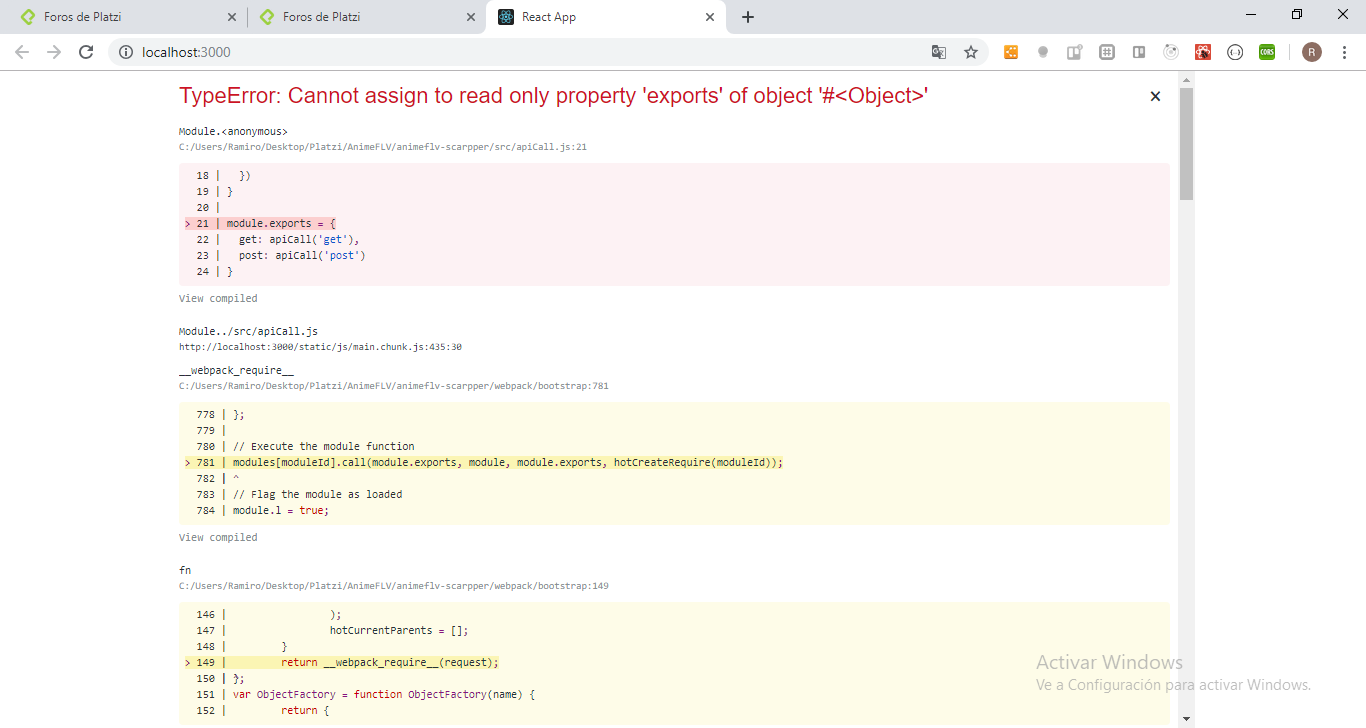 Foros de Platzi
Foros de Platzi
React App
localhost:3000
CORS
R
TypeError: Cannot assign to read only property 'exports' of object '#<Object>'
Module.<anonymous>
C:/Users/Ramiro/Desktop/Platzi/AnimeFLV/animeflv-scarpper/src/apiCall.js:21
18 |   })
19 | }
20 |
> 21 | module.exports = {
22 |   get: apiCall('get'),
23 |   post: apiCall('post')
24 | }
View compiled
Module../src/apiCall.js
http://localhost:3000/static/js/main.chunk.js:435:30
__webpack_require__
C:/Users/Ramiro/Desktop/Platzi/AnimeFLV/animeflv-scarpper/webpack/bootstrap:781
778 | };
779 |
780 | // Execute the module function
> 781 | modules[moduleId].call(module.exports, module, module.exports, hotCreateRequire(moduleId));
782 | ^
783 | // Flag the module as loaded
784 | module.l = true;
View compiled
fn
C:/Users/Ramiro/Desktop/Platzi/AnimeFLV/animeflv-scarpper/webpack/bootstrap:149
146 |                 );
147 |                 hotCurrentParents = [];
148 |         }
> 149 |         return __webpack_require__(request);
150 | };
151 | var ObjectFactory = function ObjectFactory(name) {
152 |         return {
Activar Windows
Ve a Configuración para activar Windows.